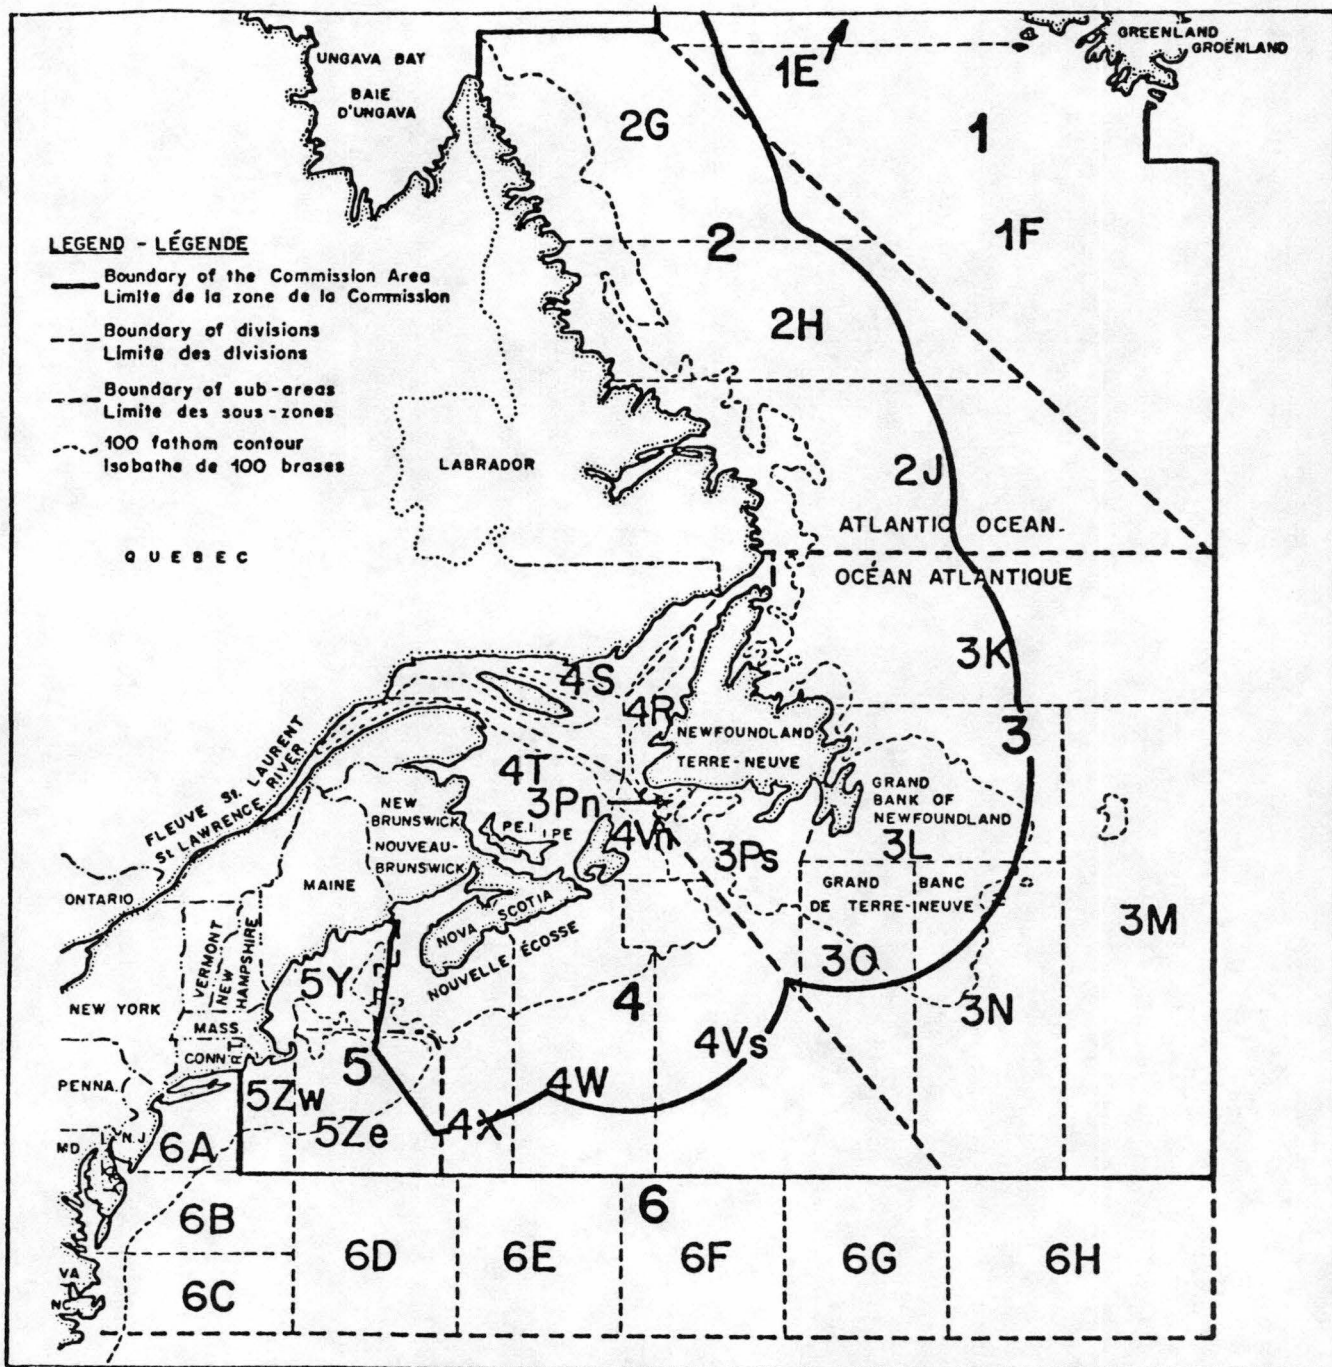 UNGAVA BAY
BAIE
D'UNGAVA
GREENLAND
GROËNLAND
1E
1
2G
1F
2
LEGEND - LÉGENDE
Boundary of the Commission Area
Limite de la zone de la Commission
Boundary of divisions
Limite des divisions
Boundary of sub-areas
Limite des sous-zones
100 fathom contour
Isobathe de 100 brases
2H
LABRADOR
2J
ATLANTIC OCEAN
OCÉAN ATLANTIQUE
QUEBEC
3K
4S
4R
3
NEWFOUNDLAND
TERRE-NEUVE
FLEUVE St. LAURENT
St LAWRENCE RIVER
4T
3Pn
GRAND
BANK OF
NEWFOUNDLAND
3L
NEW
BRUNSWICK
NOUVEAU-
BRUNSWICK
P.E.I.
IPE
4Vn
3Ps
MAINE
GRAND BANC
DE TERRE-NEUVE
ONTARIO
NOVA SCOTIA
NOUVELLE ÉCOSSE
3M
VERMONT
NEW
HAMPSHIRE
5Y
3O
3N
NEW YORK
MASS.
4
CONN
R.I.
4Vs
5
PENNA.
5Zw
4W
5Ze
4X
MD.
N.J.
6A
6
6B
6D
6E
6F
6G
6H
VA
6C
N.